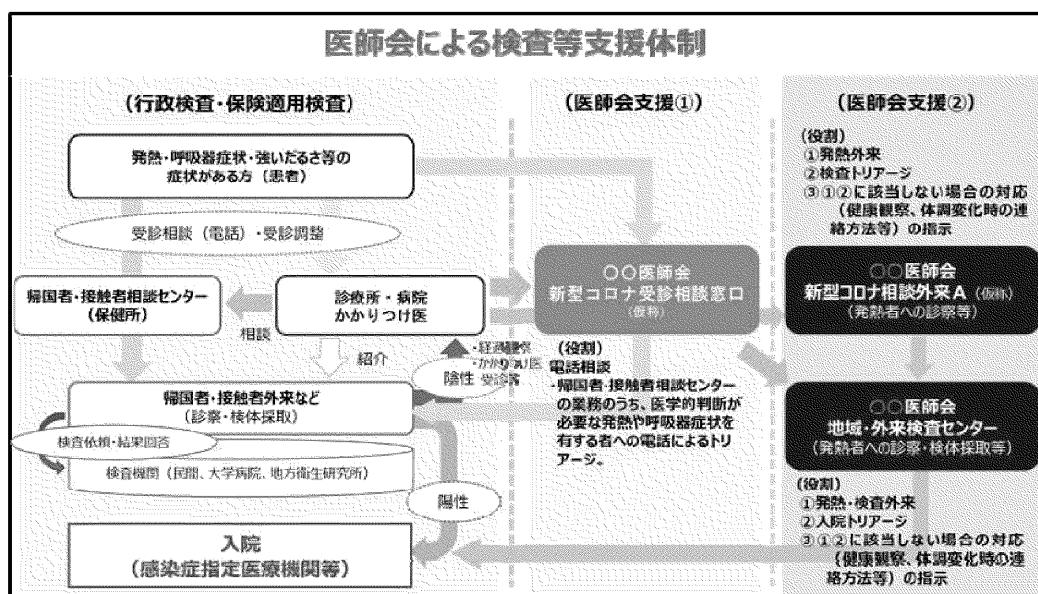 医師会による検査等支援体制
(行政検査・保険適用検査)
発熱・呼吸器症状・強いだるさ等の
症状がある方（患者）
受診相談（電話）・受診調整
帰国者・接触者相談センター
(保健所)
相談
診療所・病院
かかりつけ医
紹介
陰性
・経過観察
・かかりつけ医
受診等
帰国者・接触者外来など
(診察・検体採取)
検査依頼・結果回答
検査機関（民間、大学病院、地方衛生研究所）
陽性
入院
(感染症指定医療機関等)
(医師会支援①)
〇〇医師会
新型コロナ受診相談窓口
(仮称)
(役割)
電話相談
・帰国者・接触者相談センター
の業務のうち、医学的判断が
必要な発熱や呼吸器症状を
有する者への電話によるトリ
アージ。
(医師会支援②)
(役割)
①発熱外来
②検査トリアージ
③①②に該当しない場合の対応
（健康観察、体調変化時の連
絡方法等）の指示
〇〇医師会
新型コロナ相談外来A (仮称)
(発熱者への診察等)
〇〇医師会
地域・外来検査センター
(発熱者への診察・検体採取等)
(役割)
①発熱・検査外来
②入院トリアージ
③①②に該当しない場合の対応
（健康観察、体調変化時の連
絡方法等）の指示